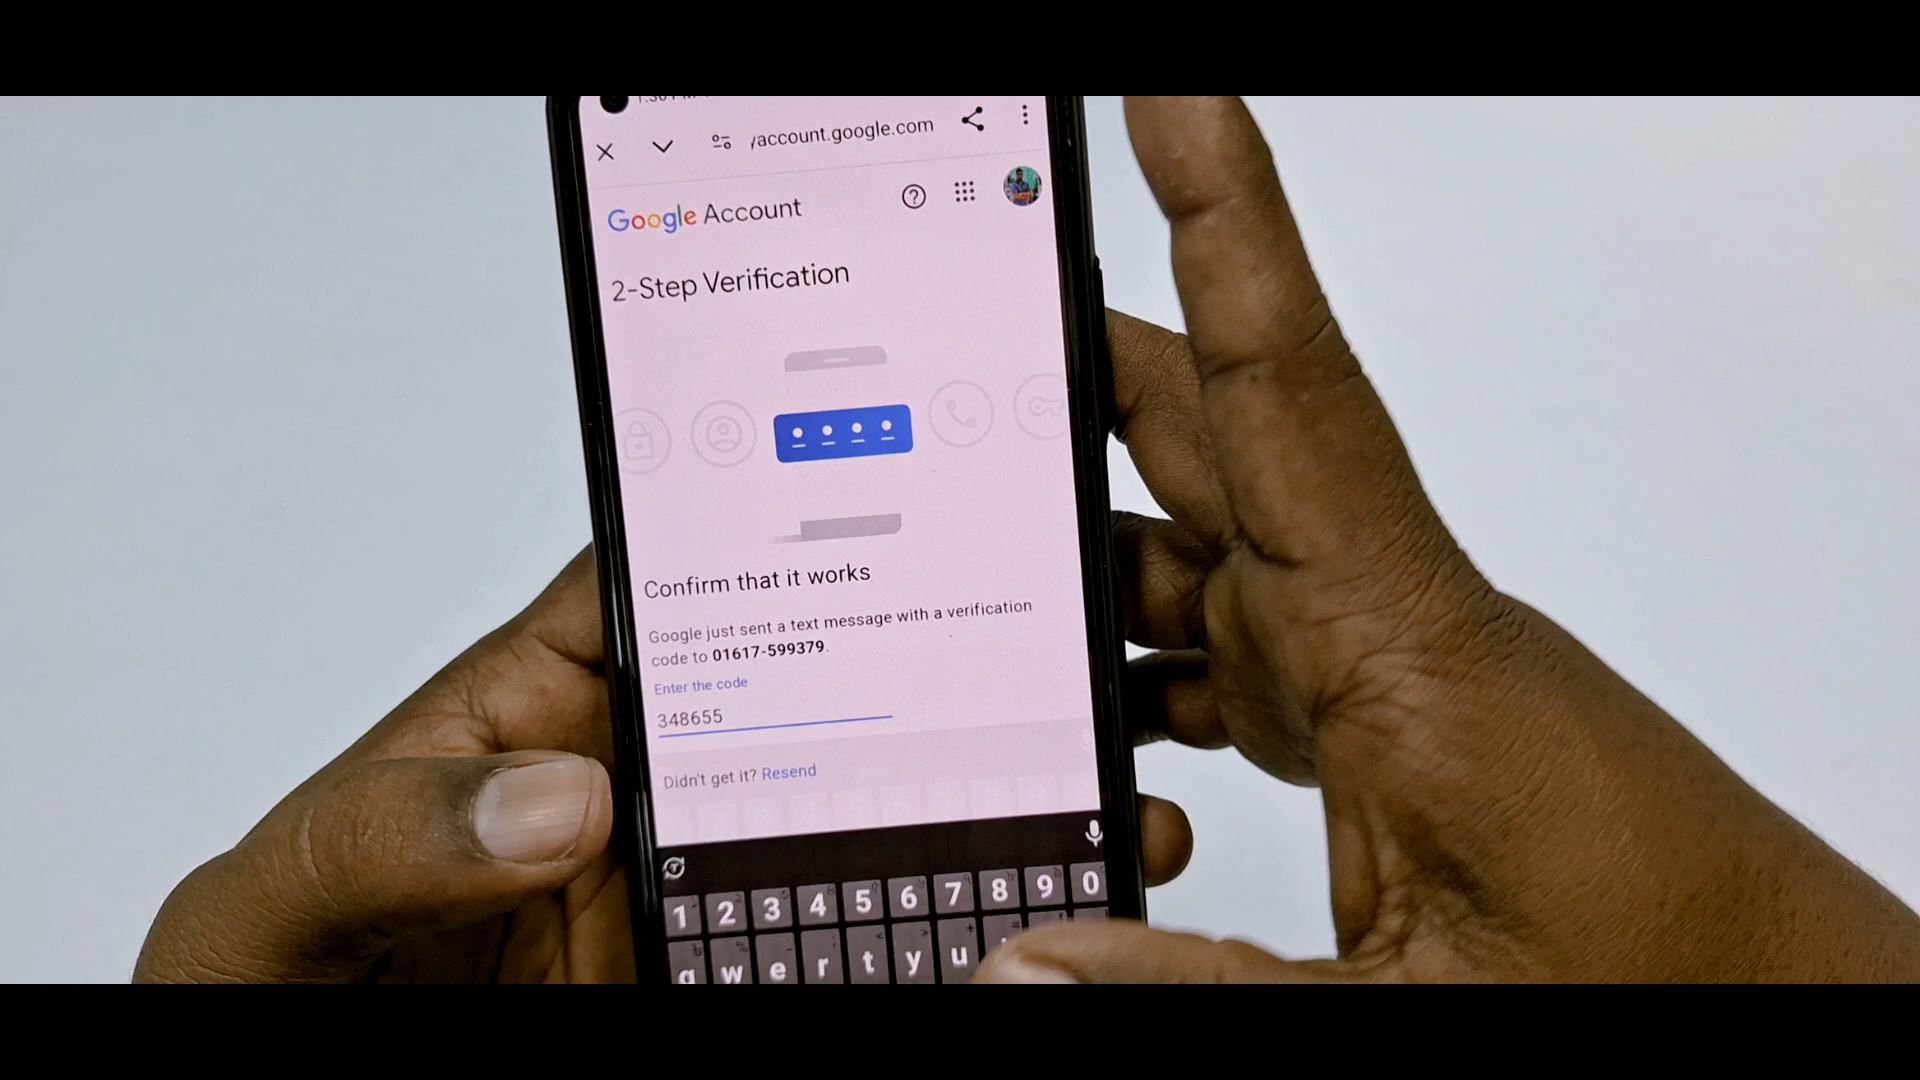 /account.google.com
Google Account
2-Step Verification
Confirm that it works
Google just sent a text message with a verification
code to 01617-599379.
Enter the code
348655
Didn't get it? Resend
1 2 3 4 5 6 7 8 9 0
q w e r t y u